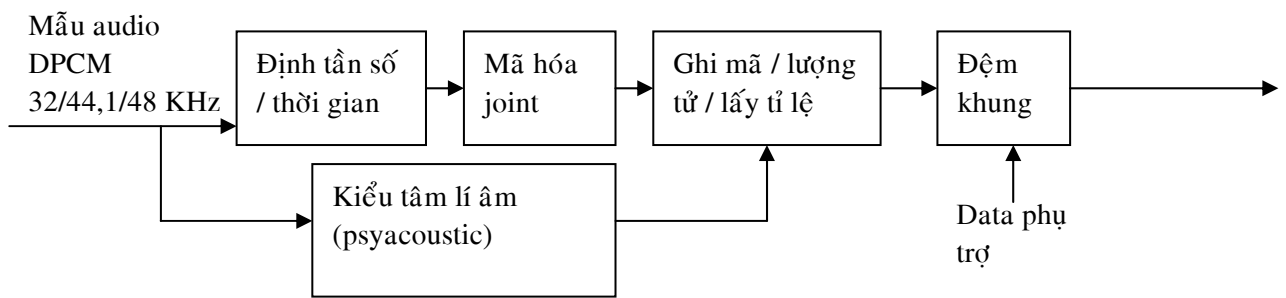 Mẫu audio
DPCM
32/44,1/48 KHz
Định tần số
/ thời gian
Mã hóa
joint
Ghi mã / lượng
tử / lấy tỉ lệ
Đệm
khung
Kiểu tâm lí âm
(psyacoustic)
Data phụ
trợ